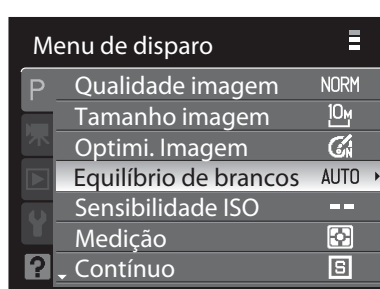 Menu de disparo
P
Qualidade imagem NORM
Tamanho imagem 10M
Optimi. Imagem N
Equilíbrio de brancos AUTO
Sensibilidade ISO --
Medição
? Contínuo S